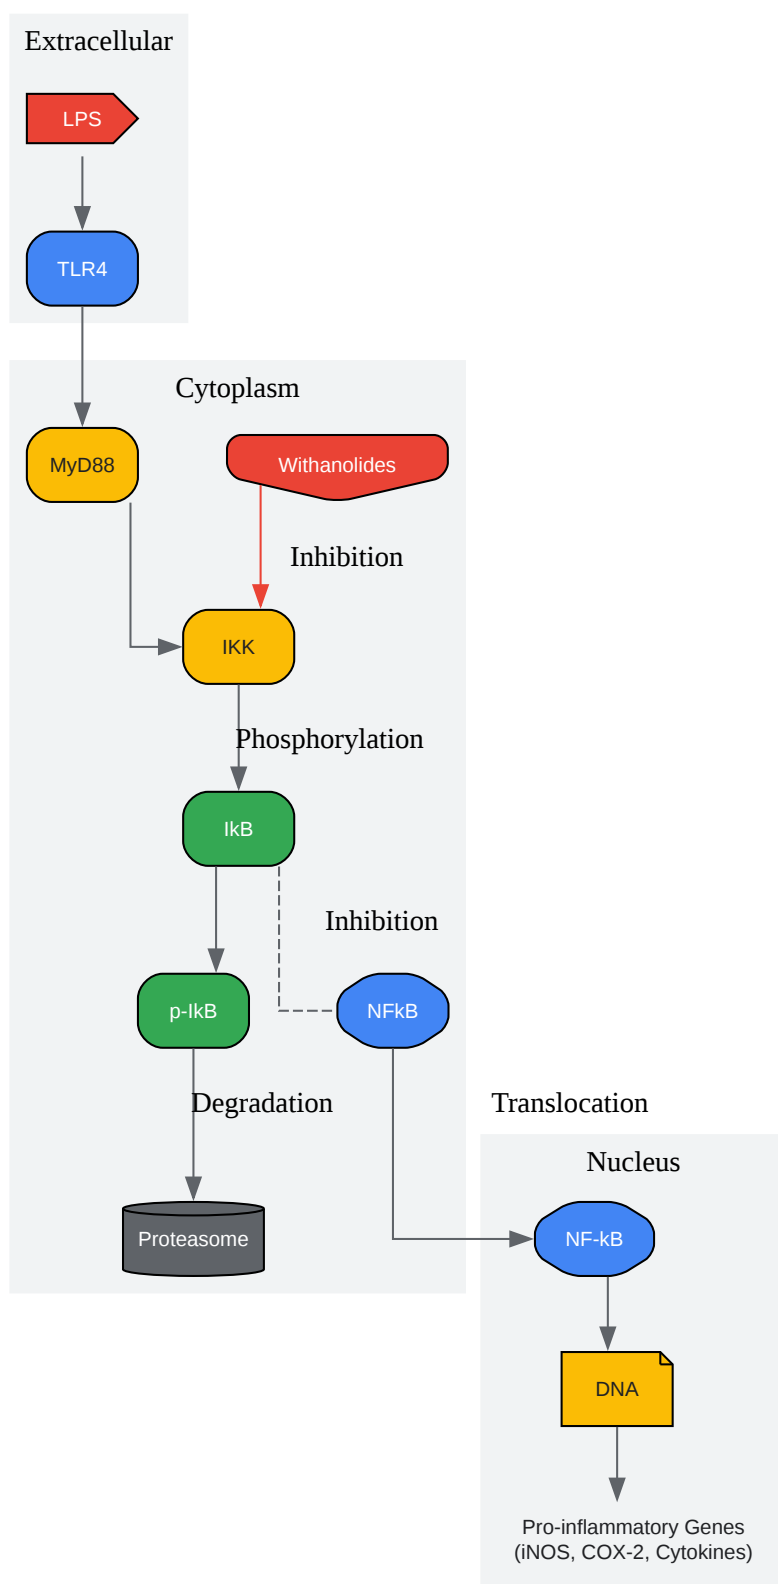 Extracellular
LPS
TLR4
Cytoplasm
MyD88
Withanolides
Inhibition
IKK
Phosphorylation
IkB
Inhibition
p-IkB
NFkB
Degradation
Translocation
Nucleus
Proteasome
NF-kB
DNA
Pro-inflammatory Genes
(iNOS, COX-2, Cytokines)